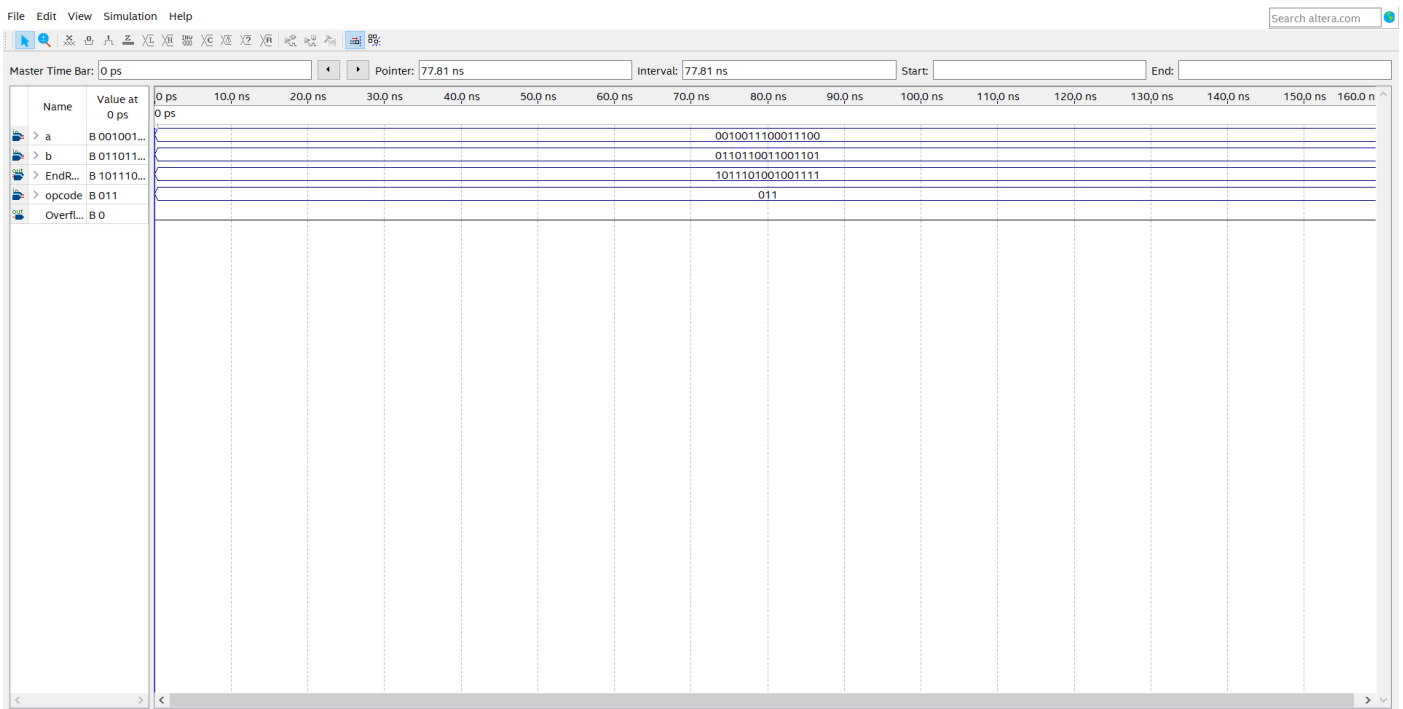 File Edit View Simulation Help
Search altera.com
Master Time Bar: 0 ps Pointer: 77.81 ns Interval: 77.81 ns Start: End:
Name Value at 0 ps
0 ps 10.0 ns 20.0 ns 30.0 ns 40.0 ns 50.0 ns 60.0 ns 70.0 ns 80.0 ns 90.0 ns 100.0 ns 110.0 ns 120.0 ns 130.0 ns 140.0 ns 150.0 ns 160.0 n
0 ps
a B 001001... 0010011100011100
b B 011011... 0110110011001101
EndR... B 101110... 1011101001001111
opcode B 011 011
Overfl... B 0